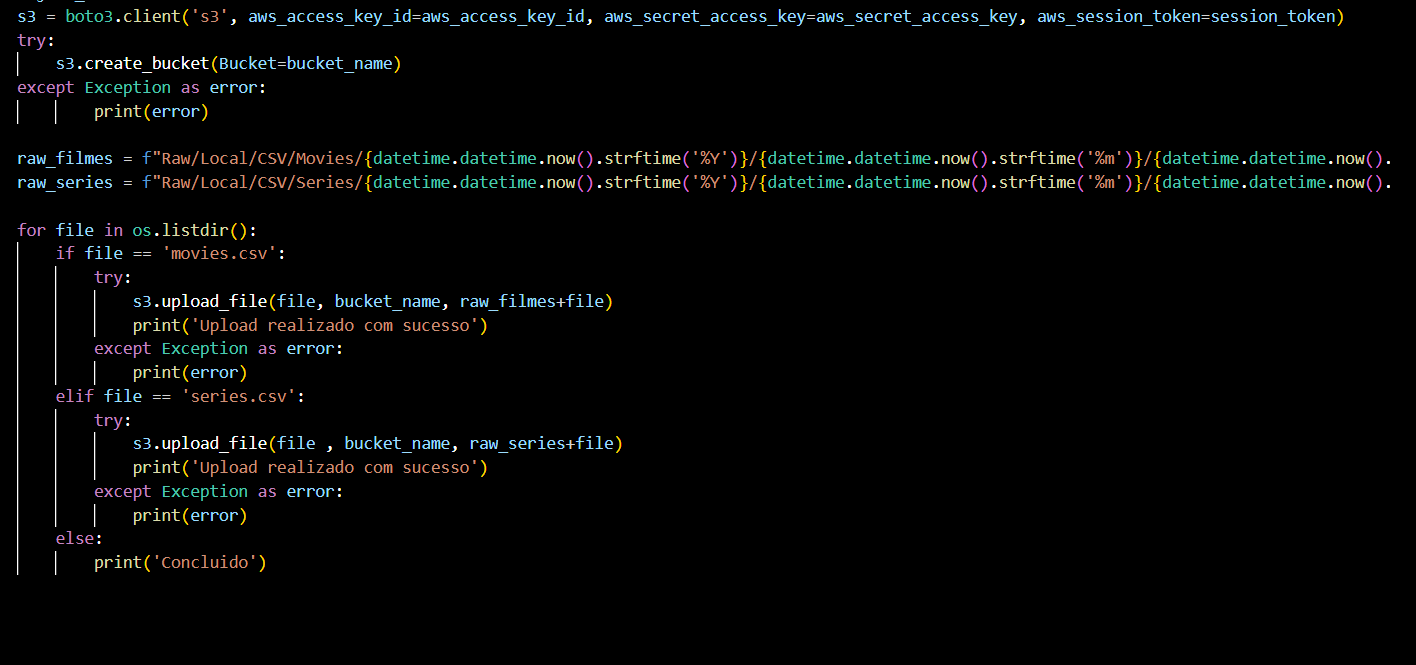 s3 = boto3.client('s3', aws_access_key_id=aws_access_key_id, aws_secret_access_key=aws_secret_access_key, aws_session_token=session_token)
try:
    s3.create_bucket(Bucket=bucket_name)
except Exception as error:
        print(error)

raw_filmes = f"Raw/Local/CSV/Movies/{datetime.datetime.now().strftime('%Y')}/{datetime.datetime.now().strftime('%m')}/{datetime.datetime.now().
raw_series = f"Raw/Local/CSV/Series/{datetime.datetime.now().strftime('%Y')}/{datetime.datetime.now().strftime('%m')}/{datetime.datetime.now().

for file in os.listdir():
    if file == 'movies.csv':
        try:
            s3.upload_file(file, bucket_name, raw_filmes+file)
            print('Upload realizado com sucesso')
        except Exception as error:
            print(error)
    elif file == 'series.csv':
        try:
            s3.upload_file(file , bucket_name, raw_series+file)
            print('Upload realizado com sucesso')
        except Exception as error:
            print(error)
    else:
        print('Concluido')